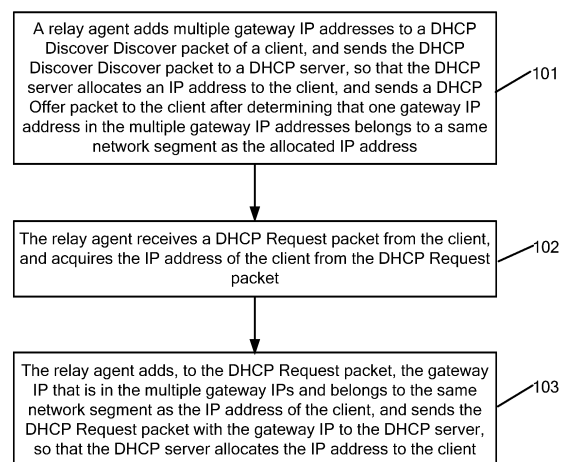 A relay agent adds multiple gateway IP addresses to a DHCP
Discover Discover packet of a client, and sends the DHCP
Discover Discover packet to a DHCP server, so that the DHCP
server allocates an IP address to the client, and sends a DHCP
Offer packet to the client after determining that one gateway IP
address in the multiple gateway IP addresses belongs to a same
network segment as the allocated IP address
101
The relay agent receives a DHCP Request packet from the client,
and acquires the IP address of the client from the DHCP Request
packet
102
The relay agent adds, to the DHCP Request packet, the gateway
IP that is in the multiple gateway IPs and belongs to the same
network segment as the IP address of the client, and sends the
DHCP Request packet with the gateway IP to the DHCP server,
so that the DHCP server allocates the IP address to the client
103